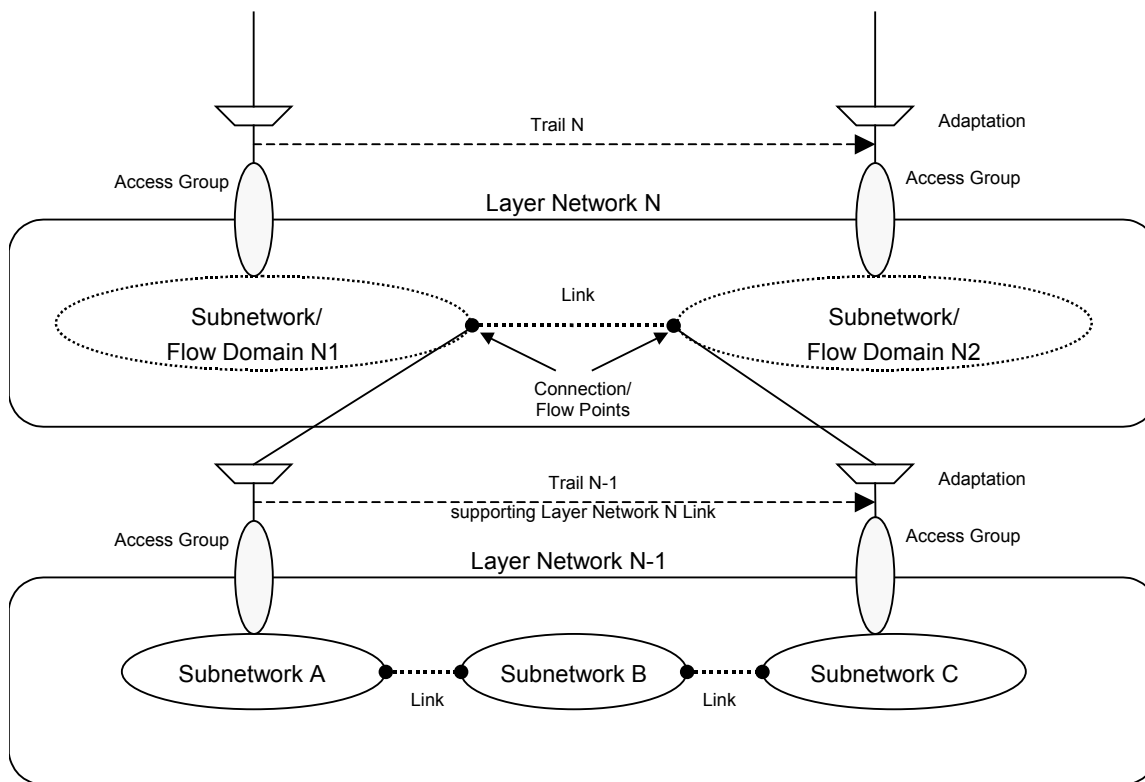 Trail N
Adaptation
Access Group
Access Group
Layer Network N
Link
Subnetwork/
Flow Domain N1
Subnetwork/
Flow Domain N2
Connection/
Flow Points
Trail N-1
supporting Layer Network N Link
Adaptation
Access Group
Access Group
Layer Network N-1
Subnetwork A
Subnetwork B
Subnetwork C
Link
Link